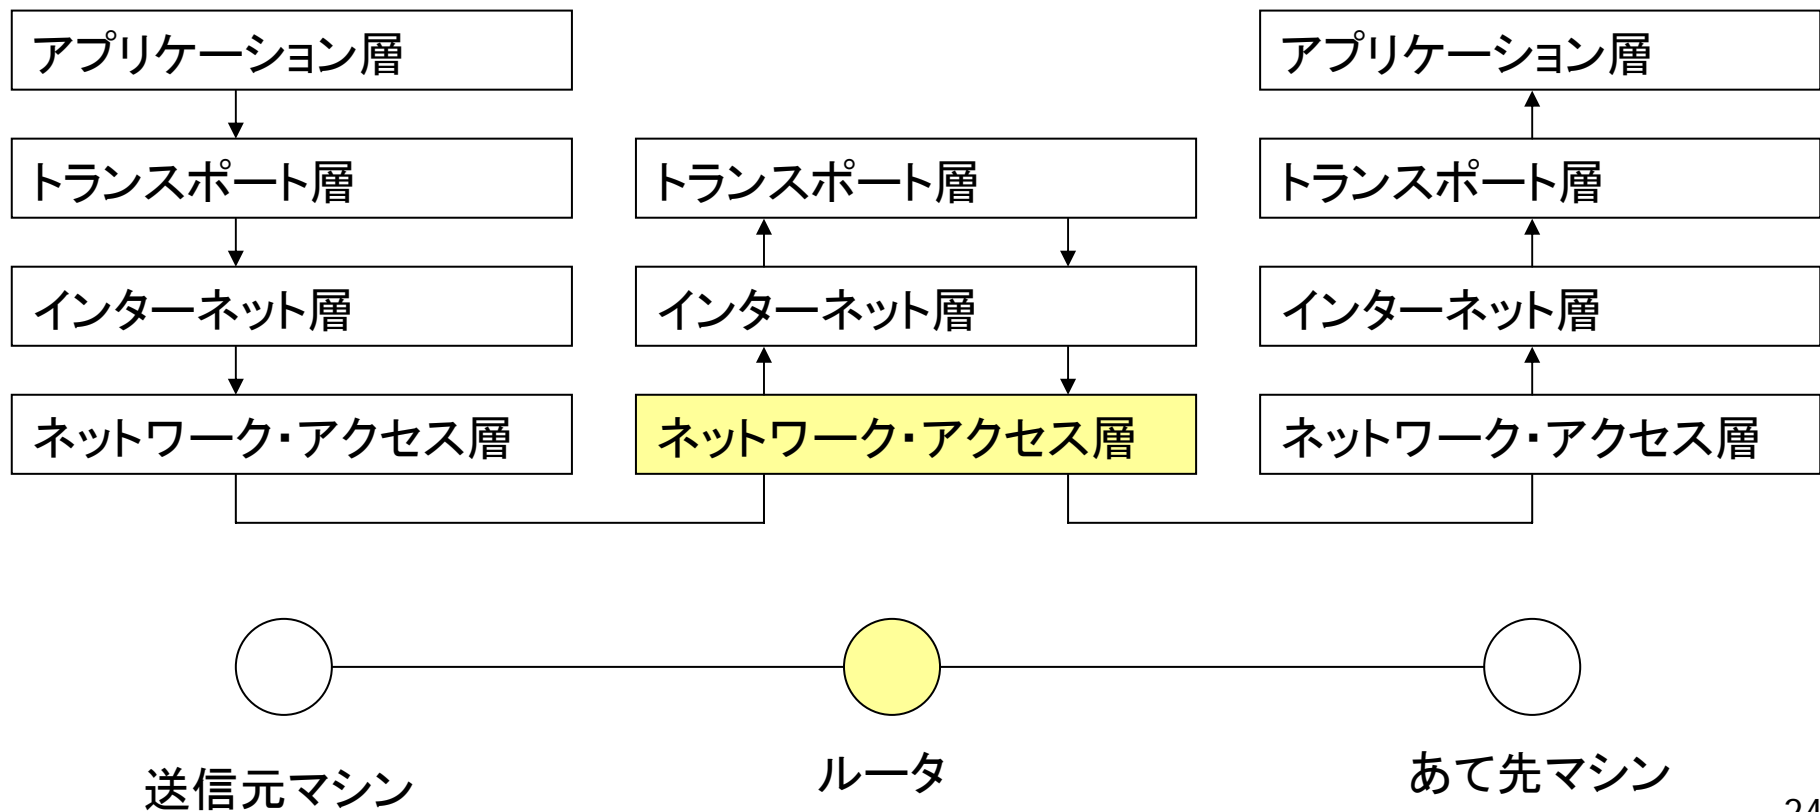 アプリケーション層
トランスポート層
インターネット層
ネットワーク・アクセス層
トランスポート層
インターネット層
ネットワーク・アクセス層
アプリケーション層
トランスポート層
インターネット層
ネットワーク・アクセス層
送信元マシン
ルータ
あて先マシン